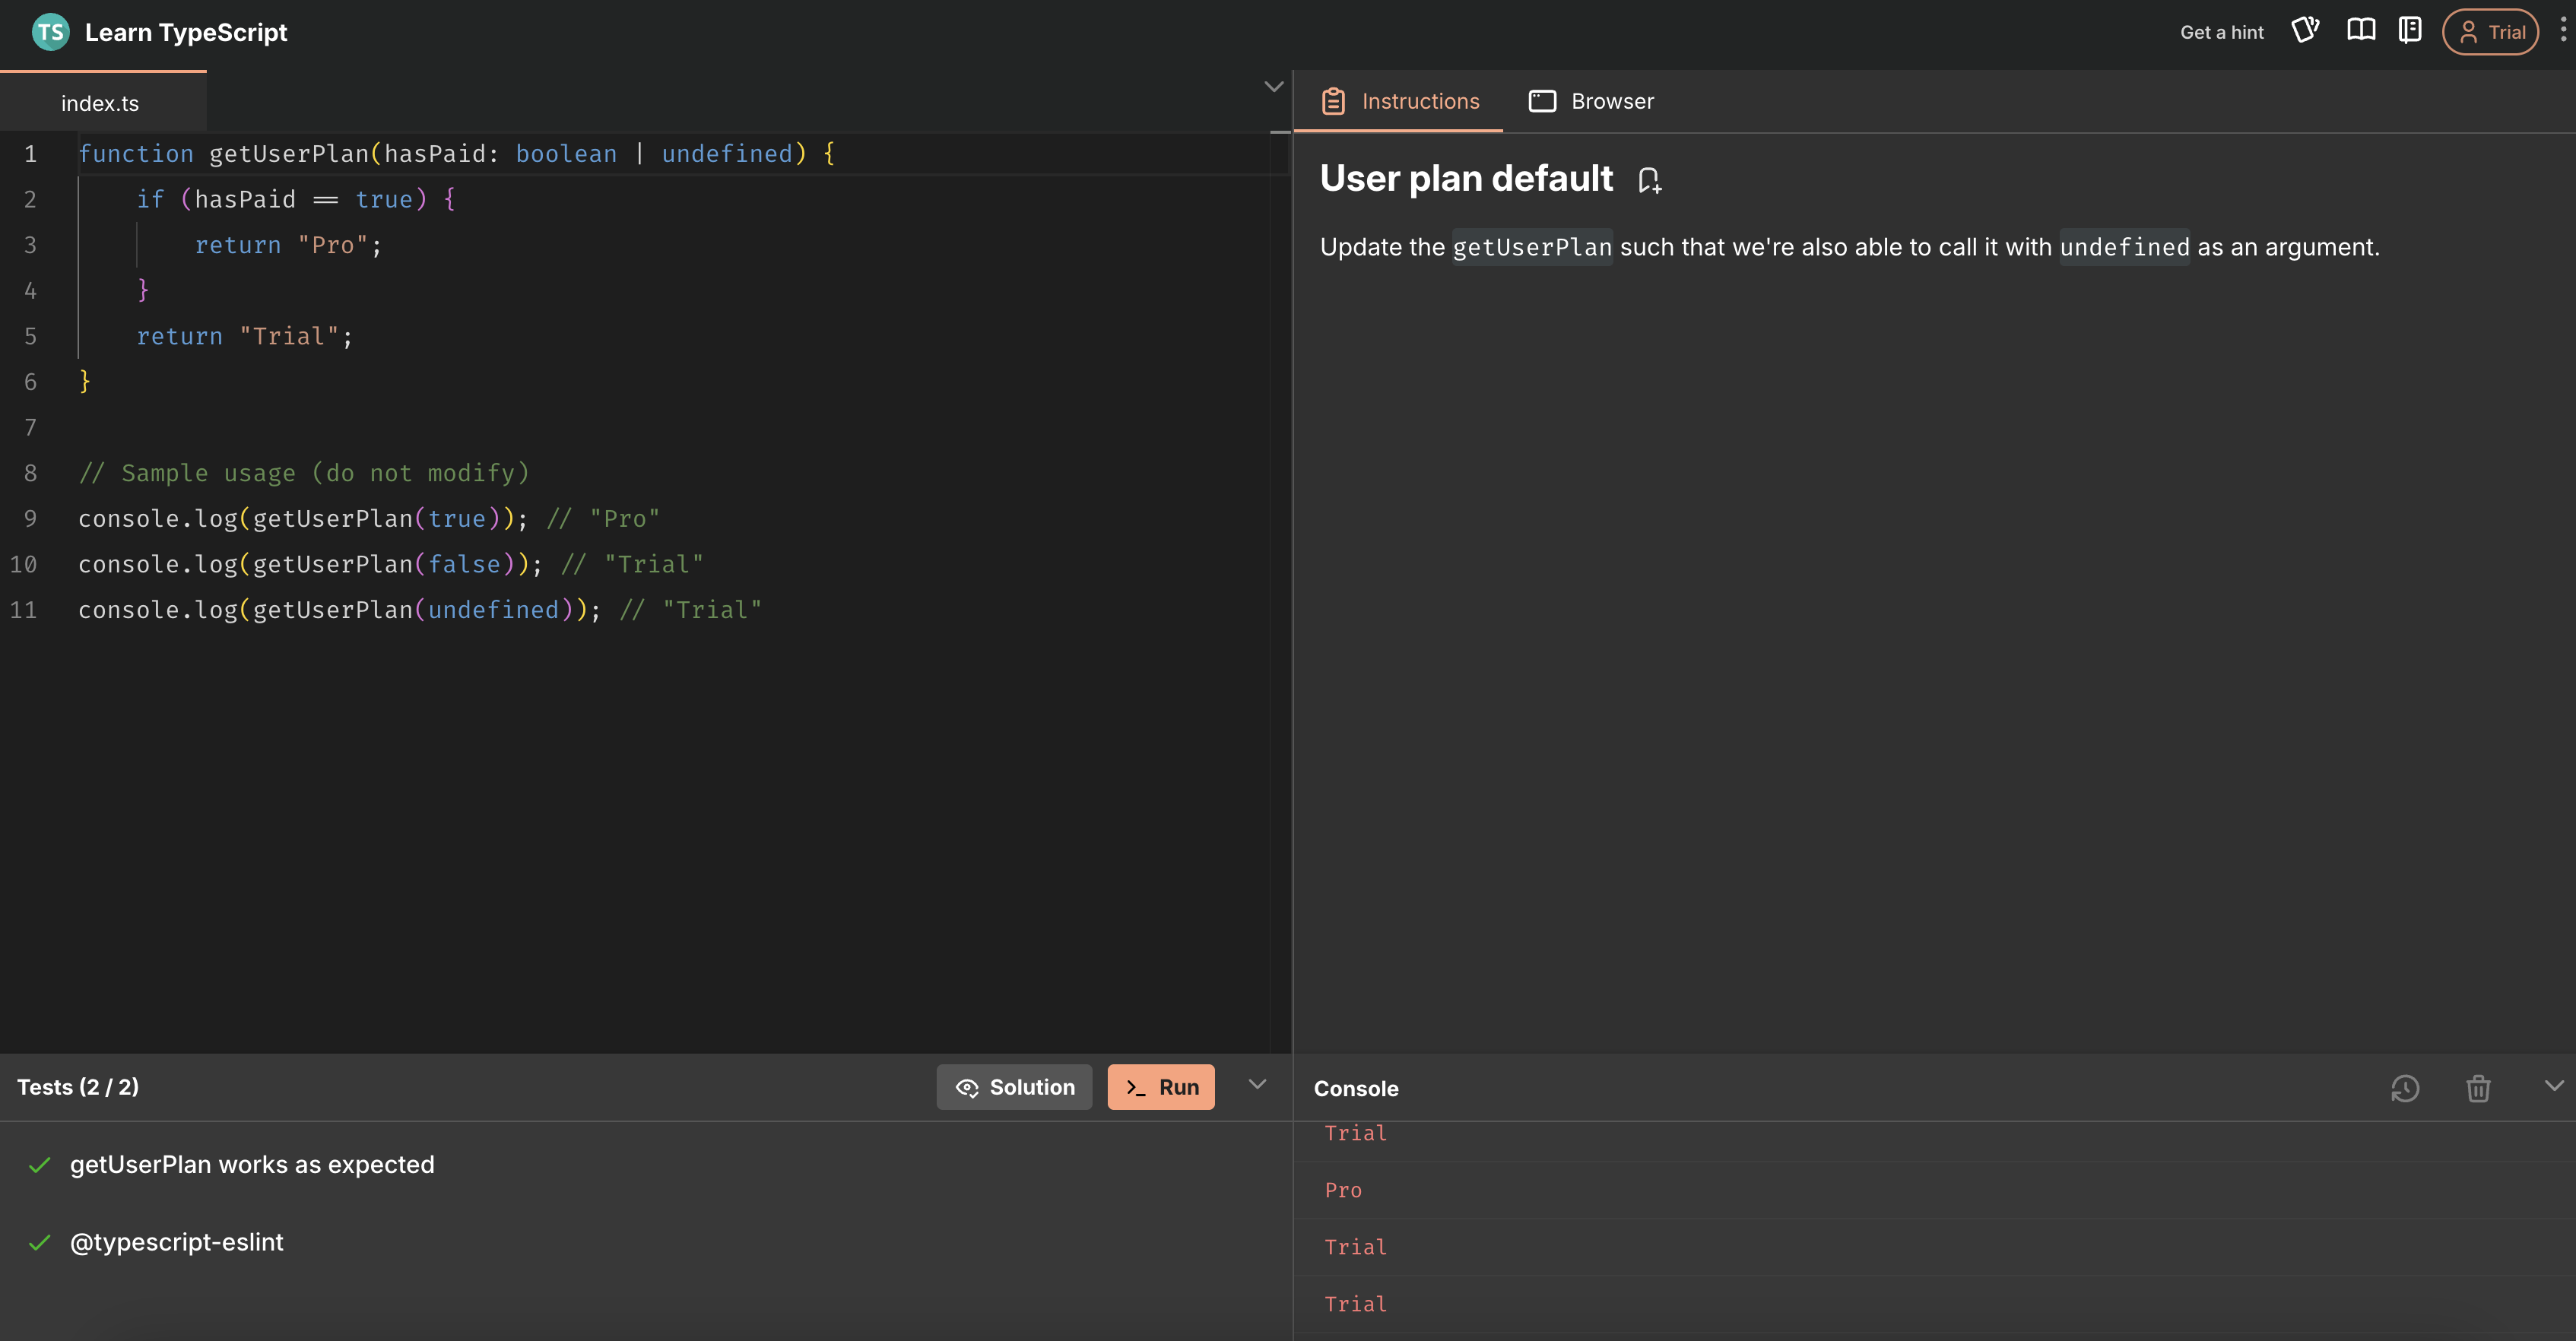 TS Learn TypeScript
Get a hint
Trial
index.ts
Instructions
Browser
1 function getUserPlan(hasPaid: boolean | undefined) {
2 if (hasPaid == true) {
3 return "Pro";
4 }
5 return "Trial";
6 }
7
8 // Sample usage (do not modify)
9 console.log(getUserPlan(true)); // "Pro"
10 console.log(getUserPlan(false)); // "Trial"
11 console.log(getUserPlan(undefined)); // "Trial"
User plan default
Update the getUserPlan such that we're also able to call it with undefined as an argument.
Tests (2 / 2)
Solution
>_ Run
getUserPlan works as expected
@typescript-eslint
Console
Trial
Pro
Trial
Trial